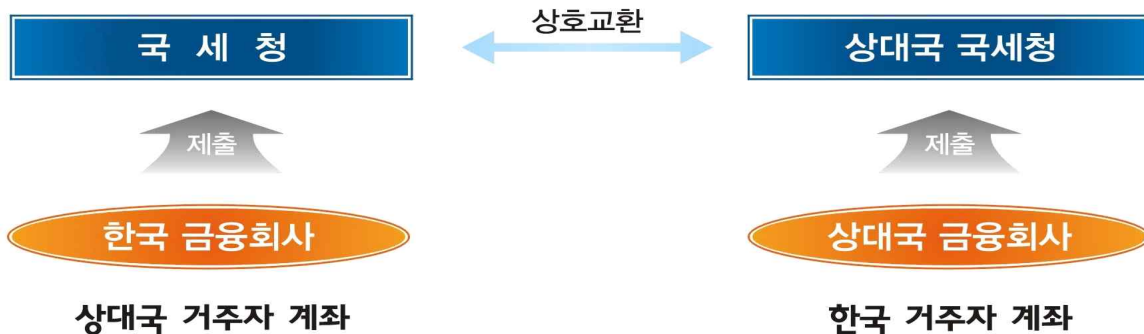 상호교환
국 세 청
상대국 국세청
제출
제출
한국 금융회사
상대국 금융회사
상대국 거주자 계좌
한국 거주자 계좌